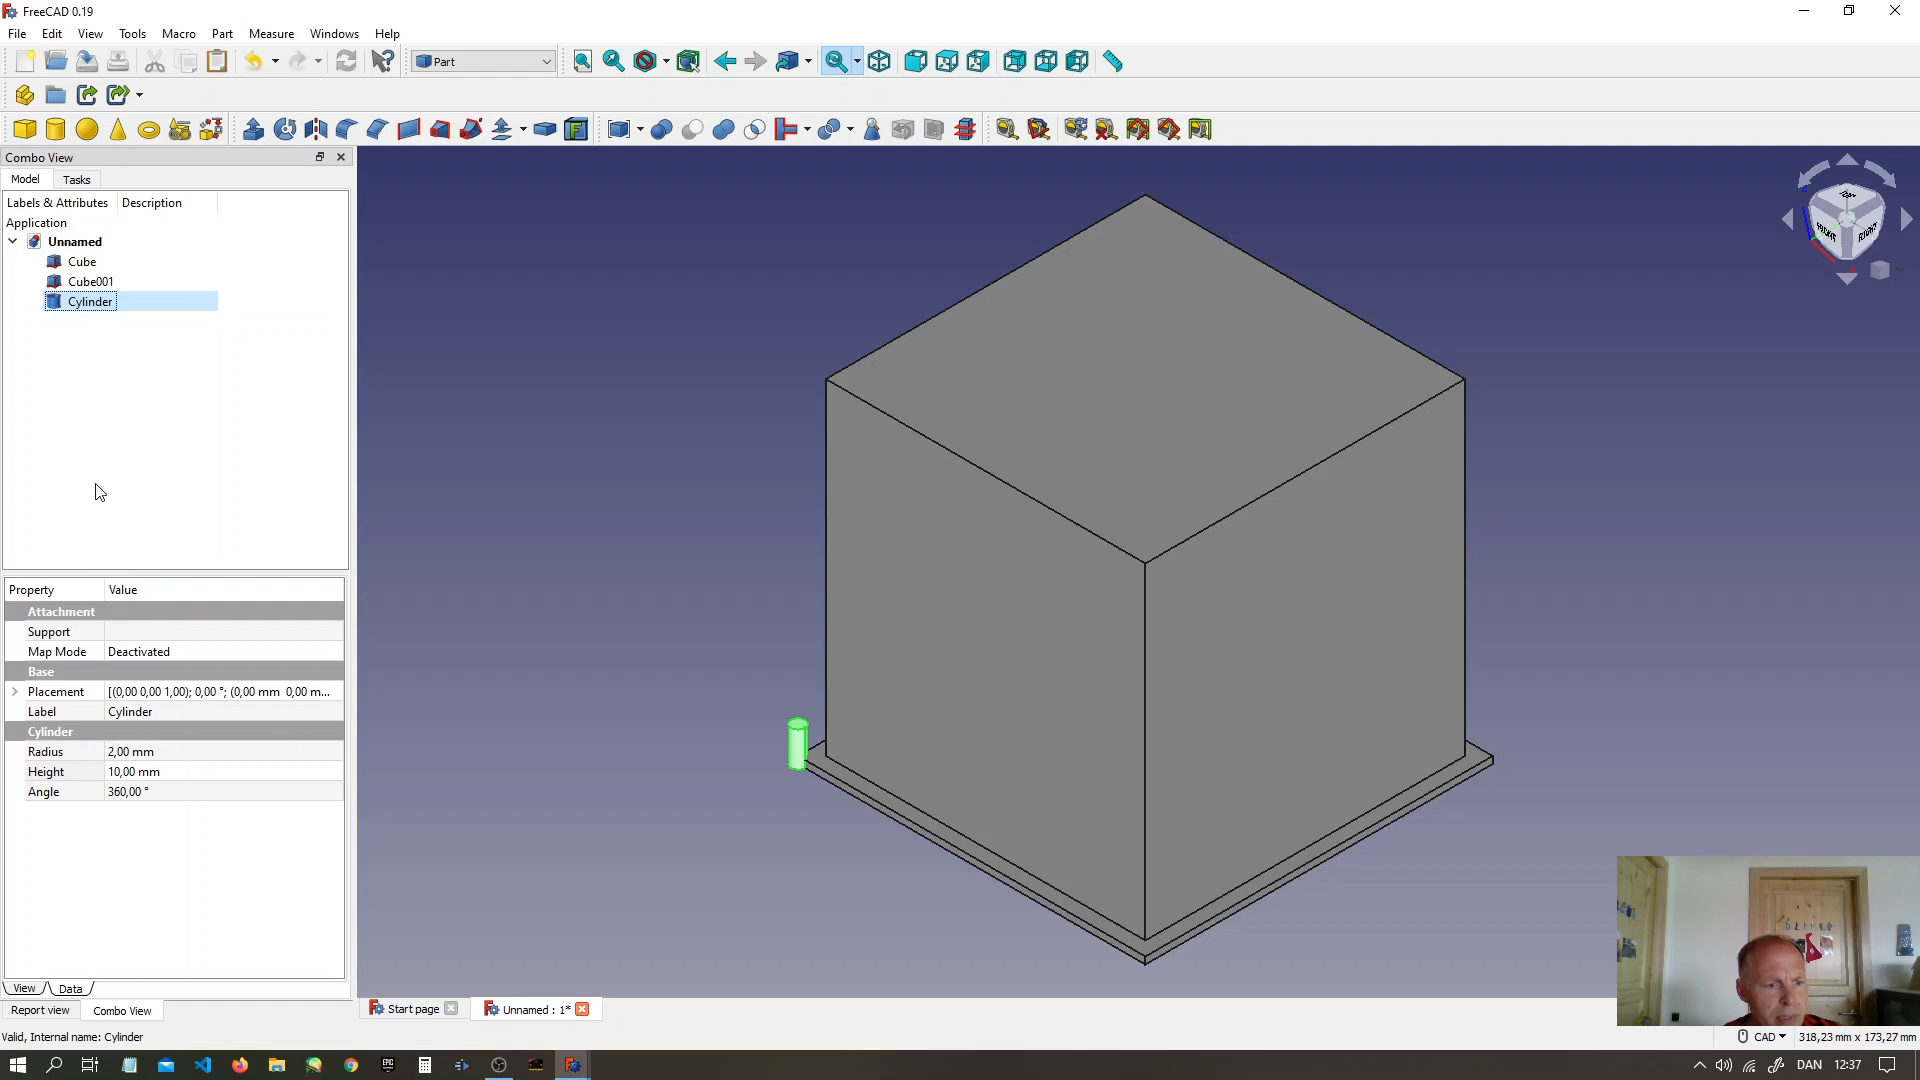 FreeCAD 0.19
File Edit View Tools Macro Part Measure Windows Help
Part
Combo View
Model Tasks
Labels & Attributes Description
Application
Unnamed
Cube
Cube001
Cylinder
Property Value
Attachment
Support
Map Mode Deactivated
Base
Placement [(0,00 0,00 1,00); 0,00 °; (0,00 mm 0,00 m...
Label Cylinder
Cylinder
Radius 2,00 mm
Height 10,00 mm
Angle 360,00 °
View Data
Report view Combo View
Start page
Unnamed : 1*
Valid, Internal name: Cylinder
CAD 318,23 mm x 173,27 mm
EPIC
DAN 12:37
TOP
FRONT
RIGHT